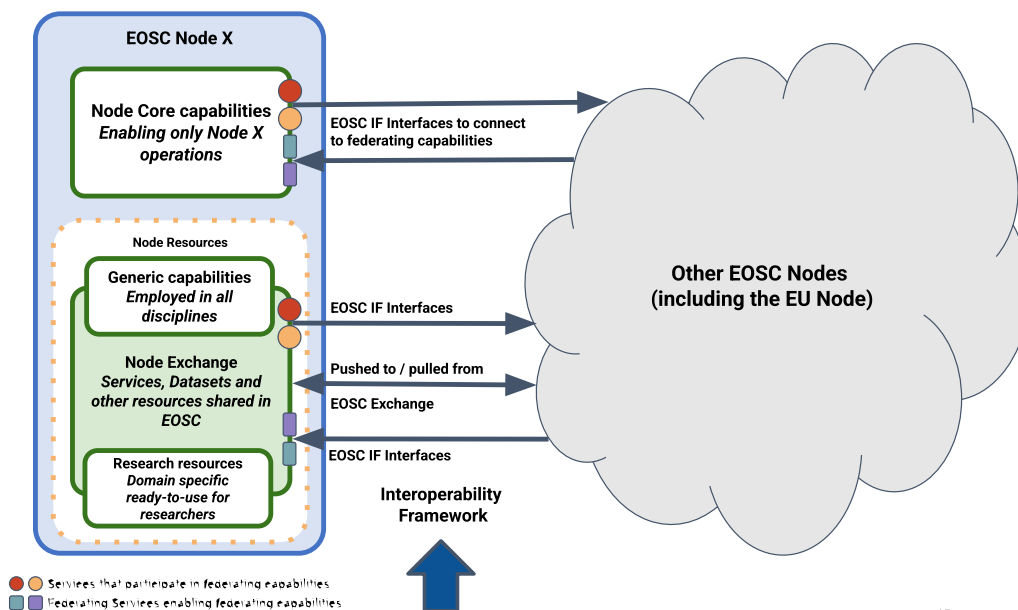 EOSC Node X
Node Core capabilities
Enabling only Node X
operations
EOSC IF Interfaces to connect
to federating capabilities
Node Resources
Generic capabilities
Employed in all
disciplines
EOSC IF Interfaces
Node Exchange
Services, Datasets and
other resources shared in
EOSC
Pushed to / pulled from
EOSC Exchange
EOSC IF Interfaces
Research resources
Domain specific
ready-to-use for
researchers
Other EOSC Nodes
(including the EU Node)
Interoperability
Framework
Services that participate in federating capabilities
Federating Services enabling federating capabilities